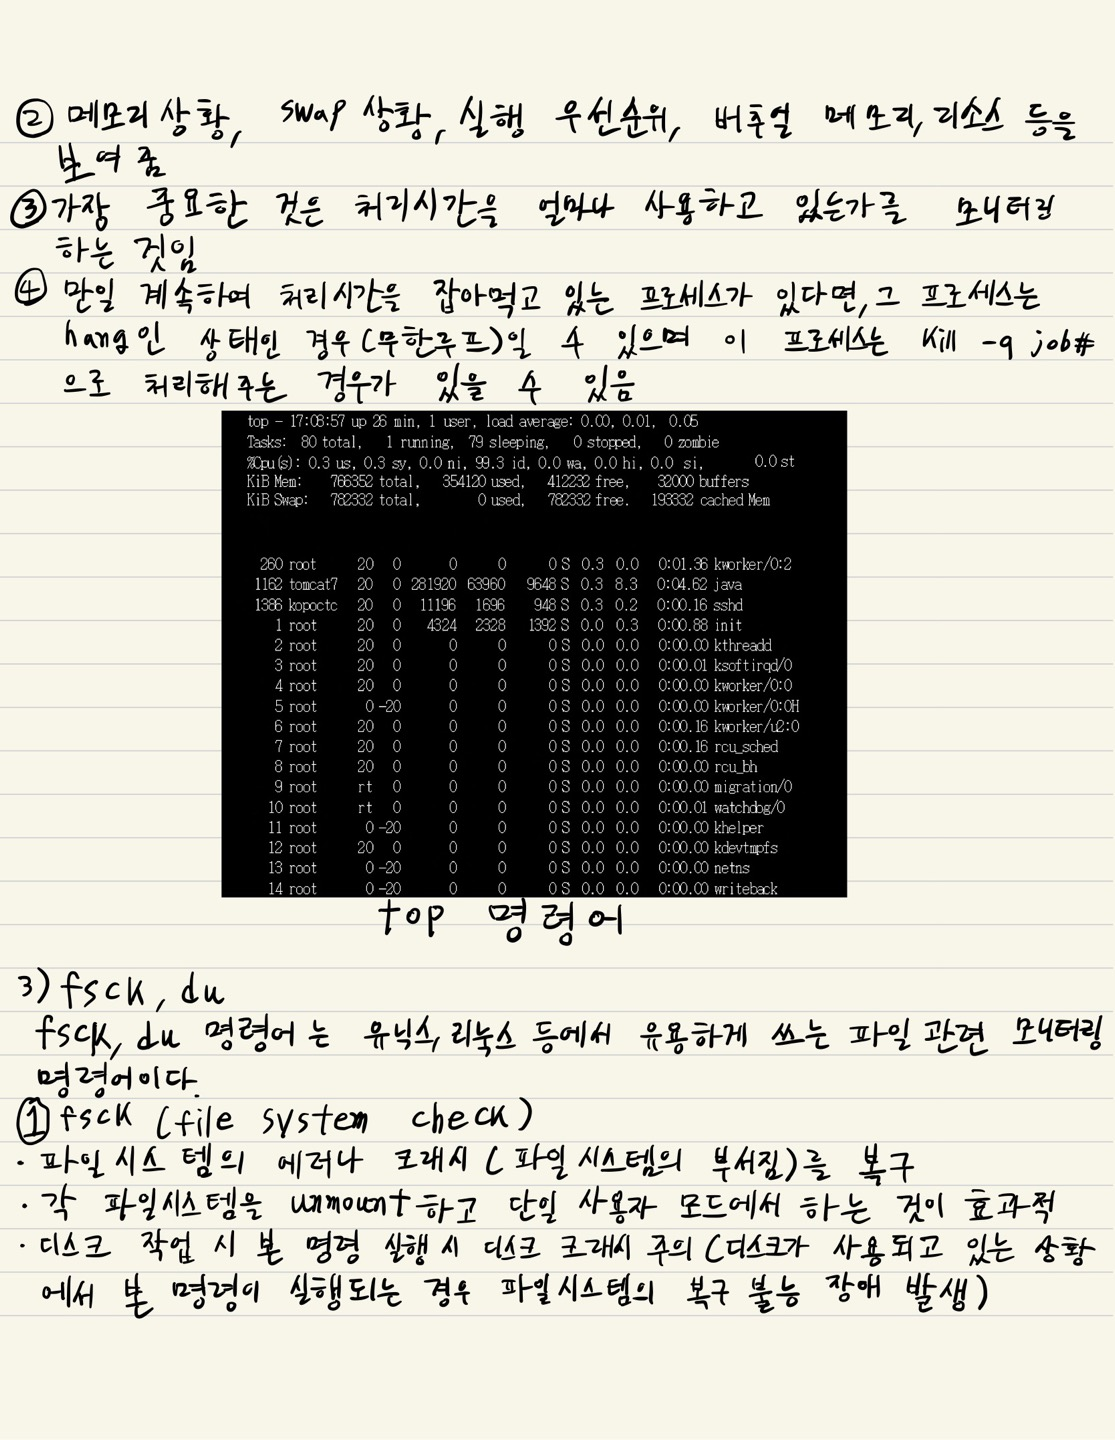 ② 메모리 상황, swap 상황, 실행 우선순위, 버추얼 메모리, 리소스 등을
보여줌
③ 가장 중요한 것은 처리시간을 얼마나 사용하고 있는가를 모니터링
하는 것임
④ 만일 계속하여 처리시간을 잡아먹고 있는 프로세스가 있다면, 그 프로세스는
hang인 상태인 경우(무한루프)일 수 있으며 이 프로세스는 kill -9 job#
으로 처리해주는 경우가 있을 수 있음
top - 17:08:57 up 26 min, 1 user, load average: 0.00, 0.01, 0.05
Tasks: 80 total, 1 running, 79 sleeping, 0 stopped, 0 zombie
%Cpu(s): 0.3 us, 0.3 sy, 0.0 ni, 99.3 id, 0.0 wa, 0.0 hi, 0.0 si, 0.0 st
KiB Mem: 766352 total, 354120 used, 412232 free, 32000 buffers
KiB Swap: 782332 total, 0 used, 782332 free. 193332 cached Mem
260 root 20 0 0 0 0 S 0.3 0.0 0:01.36 kworker/0:2
1162 tomcat7 20 0 281920 63960 9648 S 0.3 8.3 0:04.62 java
1386 kopoctc 20 0 11196 1696 948 S 0.3 0.2 0:00.16 sshd
1 root 20 0 4324 2328 1392 S 0.0 0.3 0:00.88 init
2 root 20 0 0 0 0 S 0.0 0.0 0:00.00 kthreadd
3 root 20 0 0 0 0 S 0.0 0.0 0:00.01 ksoftirqd/0
4 root 20 0 0 0 0 S 0.0 0.0 0:00.00 kworker/0:0
5 root 0 -20 0 0 0 S 0.0 0.0 0:00.00 kworker/0:0H
6 root 20 0 0 0 0 S 0.0 0.0 0:00.16 kworker/u2:0
7 root 20 0 0 0 0 S 0.0 0.0 0:00.16 rcu_sched
8 root 20 0 0 0 0 S 0.0 0.0 0:00.00 rcu_bh
9 root rt 0 0 0 0 S 0.0 0.0 0:00.00 migration/0
10 root rt 0 0 0 0 S 0.0 0.0 0:00.01 watchdog/0
11 root 0 -20 0 0 0 S 0.0 0.0 0:00.00 khelper
12 root 20 0 0 0 0 S 0.0 0.0 0:00.00 kdevtmpfs
13 root 0 -20 0 0 0 S 0.0 0.0 0:00.00 netns
14 root 0 -20 0 0 0 S 0.0 0.0 0:00.00 writeback
top 명령어
3) fsck, du
fsck, du 명령어는 유닉스, 리눅스 등에서 유용하게 쓰는 파일 관련 모니터링
명령어이다.
① fsck (file system check)
· 파일 시스템의 에러나 크래시 (파일 시스템의 부서짐)를 복구
· 각 파일시스템을 unmount하고 단일 사용자 모드에서 하는 것이 효과적
· 디스크 작업 시 본 명령 실행 시 디스크 크래시 주의 (디스크가 사용되고 있는 상황
에서 본 명령이 실행되는 경우 파일시스템의 복구 불능 장애 발생)